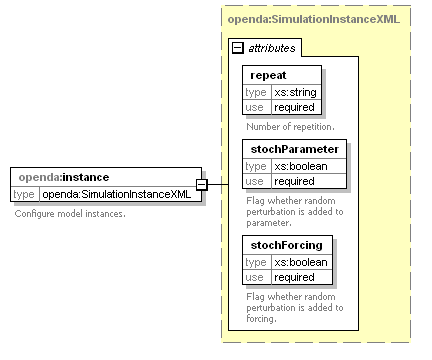 openda:SimulationInstanceXML
attributes
repeat
type xs:string
use required
Number of repetition.
stochParameter
type xs:boolean
use required
Flag whether random
perturbation is added to
parameter.
openda:instance
type openda:SimulationInstanceXML
Configure model instances.
stochForcing
type xs:boolean
use required
Flag whether random
perturbation is added to
forcing.